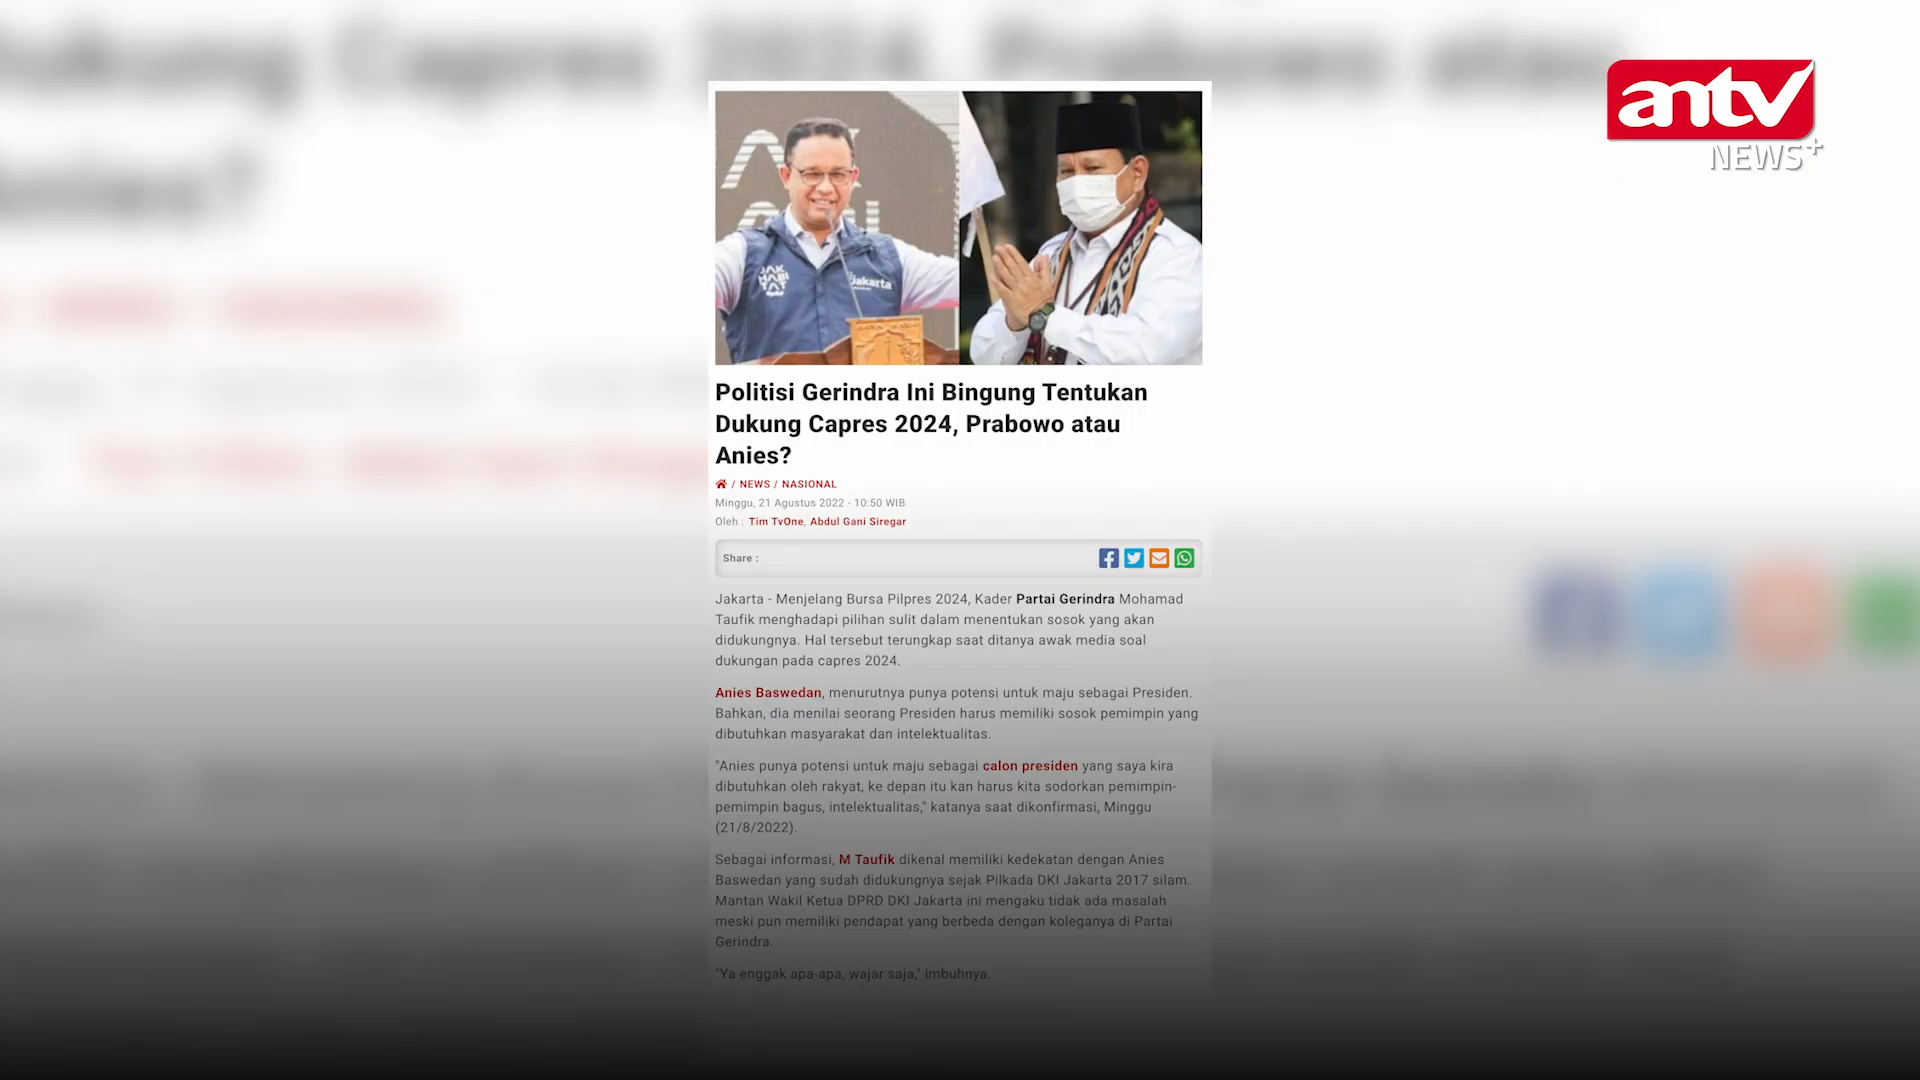 antv
NEWS+
JAK
HABI
TAT
Jakarta
Politisi Gerindra Ini Bingung Tentukan
Dukung Capres 2024, Prabowo atau
Anies?
/ NEWS / NASIONAL
Minggu, 21 Agustus 2022 - 10:50 WIB
Oleh : Tim TvOne, Abdul Gani Siregar
Share :
Jakarta - Menjelang Bursa Pilpres 2024, Kader Partai Gerindra Mohamad
Taufik menghadapi pilihan sulit dalam menentukan sosok yang akan
didukungnya. Hal tersebut terungkap saat ditanya awak media soal
dukungan pada capres 2024.
Anies Baswedan, menurutnya punya potensi untuk maju sebagai Presiden.
Bahkan, dia menilai seorang Presiden harus memiliki sosok pemimpin yang
dibutuhkan masyarakat dan intelektualitas.
"Anies punya potensi untuk maju sebagai calon presiden yang saya kira
dibutuhkan oleh rakyat, ke depan itu kan harus kita sodorkan pemimpin-
pemimpin bagus, intelektualitas," katanya saat dikonfirmasi, Minggu
(21/8/2022).
Sebagai informasi, M Taufik dikenal memiliki kedekatan dengan Anies
Baswedan yang sudah didukungnya sejak Pilkada DKI Jakarta 2017 silam.
Mantan Wakil Ketua DPRD DKI Jakarta ini mengaku tidak ada masalah
meski pun memiliki pendapat yang berbeda dengan koleganya di Partai
Gerindra.
"Ya enggak apa-apa, wajar saja," imbuhnya.